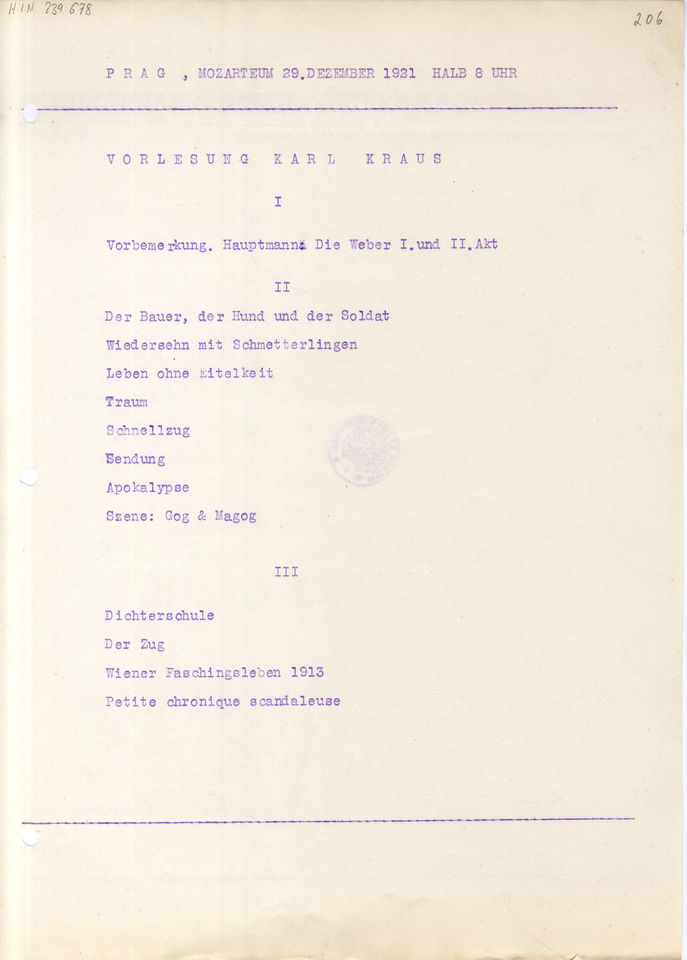 H.I.N. 239 678
206
P R A G , MOZARTEUM 29.DEZEMBER 1921 HALB 8 UHR
V O R L E S U N G  K A R L  K R A U S
I
Vorbemerkung. Hauptmann: Die Weber I.und II.Akt
II
Der Bauer, der Hund und der Soldat
Wiedersehn mit Schmetterlingen
Leben ohne Eitelkeit
Traum
Schnellzug
Sendung
Apokalypse
Szene: Gog & Magog
III
Dichterschule
Der Zug
Wiener Faschingsleben 1913
Petite chronique scandaleuse